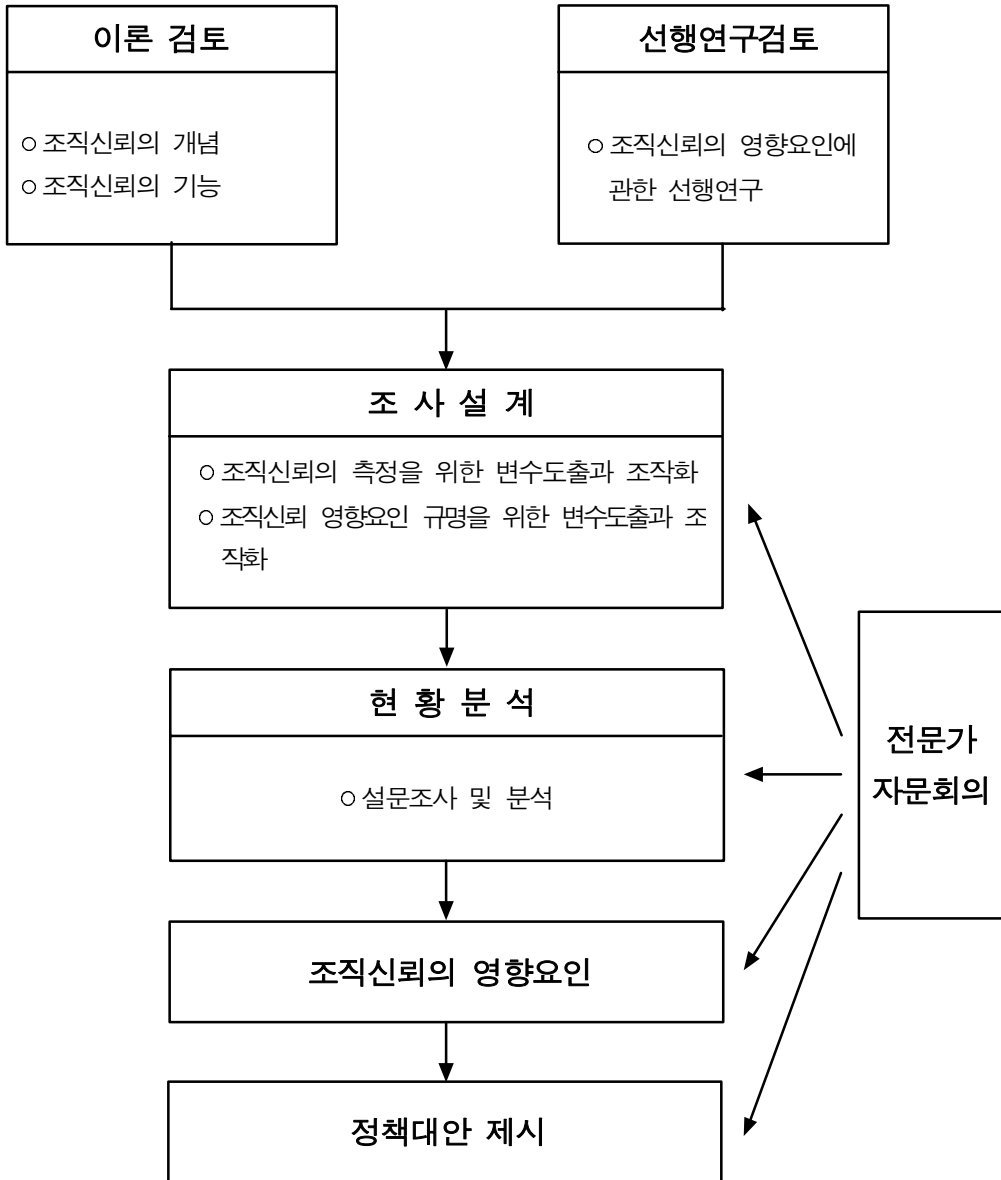 이론 검토
○ 조직신뢰의 개념
○ 조직신뢰의 기능
선행연구검토
○ 조직신뢰의 영향요인에
관한 선행연구
조 사 설 계
○ 조직신뢰의 측정을 위한 변수도출과 조작화
○ 조직신뢰 영향요인 규명을 위한 변수도출과 조
작화
현 황 분 석
○ 설문조사 및 분석
전문가
자문회의
조직신뢰의 영향요인
정책대안 제시